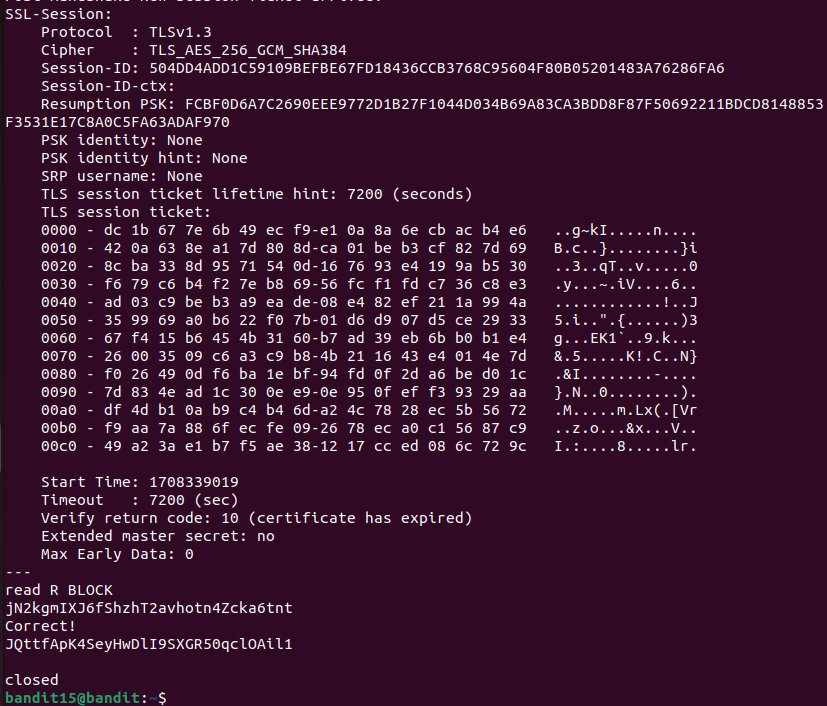 SSL-Session:
    Protocol  : TLSv1.3
    Cipher    : TLS_AES_256_GCM_SHA384
    Session-ID: 504DD4ADD1C59109BEFBE67FD18436CCB3768C95604F80B05201483A76286FA6
    Session-ID-ctx:
    Resumption PSK: FCBF0D6A7C2690EEE9772D1B27F1044D034B69A83CA3BDD8F87F50692211BDCD8148853
F3531E17C8A0C5FA63ADAF970
    PSK identity: None
    PSK identity hint: None
    SRP username: None
    TLS session ticket lifetime hint: 7200 (seconds)
    TLS session ticket:
    0000 - dc 1b 67 7e 6b 49 ec f9-e1 0a 8a 6e cb ac b4 e6   ..g~kI.....n....
    0010 - 42 0a 63 8e a1 7d 80 8d-ca 01 be b3 cf 82 7d 69   B.c..}........}i
    0020 - 8c ba 33 8d 95 71 54 0d-16 76 93 e4 19 9a b5 30   ..3..qT..v.....0
    0030 - f6 79 c6 b4 f2 7e b8 69-56 fc f1 fd c7 36 c8 e3   .y...~.iV....6..
    0040 - ad 03 c9 be b3 a9 ea de-08 e4 82 ef 21 1a 99 4a   ............!..J
    0050 - 35 99 69 a0 b6 22 f0 7b-01 d6 d9 07 d5 ce 29 33   5.i..".{......)3
    0060 - 67 f4 15 b6 45 4b 31 60-b7 ad 39 eb 6b b0 b1 e4   g...EK1`..9.k...
    0070 - 26 00 35 09 c6 a3 c9 b8-4b 21 16 43 e4 01 4e 7d   &.5.....K!.C..N}
    0080 - f0 26 49 0d f6 ba 1e bf-94 fd 0f 2d a6 be d0 1c   .&I........-....
    0090 - 7d 83 4e ad 1c 30 0e e9-0e 95 0f ef f3 93 29 aa   }.N..0........).
    00a0 - df 4d b1 0a b9 c4 b4 6d-a2 4c 78 28 ec 5b 56 72   .M.....m.Lx(.[Vr
    00b0 - f9 aa 7a 88 6f ec fe 09-26 78 ec a0 c1 56 87 c9   ..z.o...&x...V..
    00c0 - 49 a2 3a e1 b7 f5 ae 38-12 17 cc ed 08 6c 72 9c   I.:....8.....lr.

    Start Time: 1708339019
    Timeout   : 7200 (sec)
    Verify return code: 10 (certificate has expired)
    Extended master secret: no
    Max Early Data: 0
---
read R BLOCK
jN2kgmIXJ6fShzhT2avhotn4Zcka6tnt
Correct!
JQttfApK4SeyHwDlI9SXGR50qclOAil1

closed
bandit15@bandit:~$